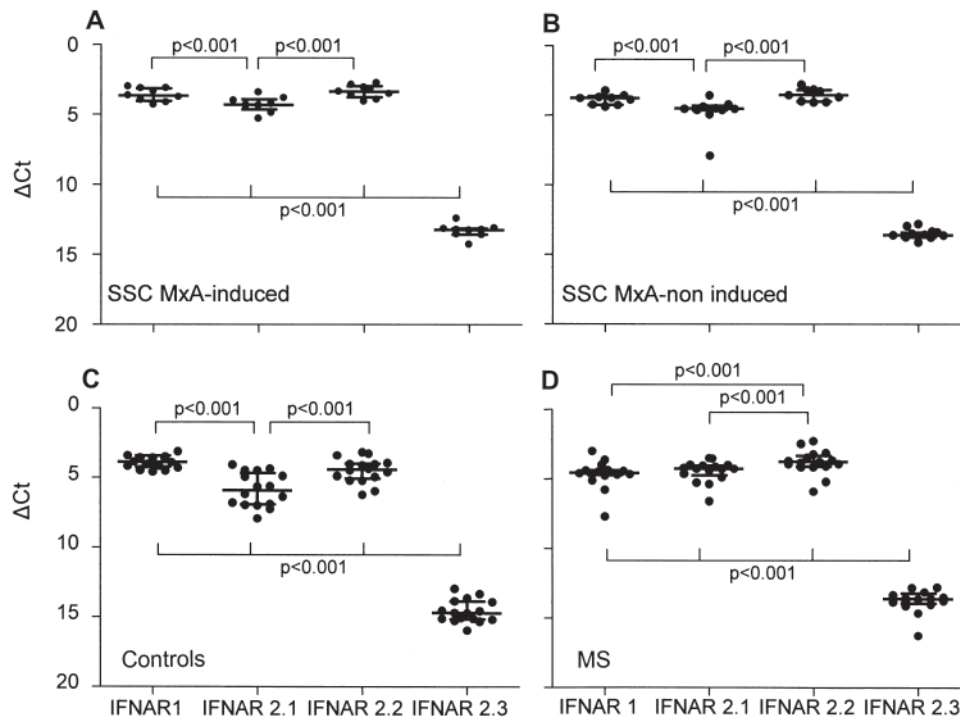 A
B
0
5
10
15
20
ΔCt
p<0.001 p<0.001
p<0.001
SSC MxA-induced
p<0.001 p<0.001
p<0.001
SSC MxA-non induced
C
D
0
5
10
15
20
ΔCt
p<0.001 p<0.001
p<0.001
Controls
p<0.001
p<0.001
p<0.001
MS
IFNAR1 IFNAR 2.1 IFNAR 2.2 IFNAR 2.3
IFNAR 1 IFNAR 2.1 IFNAR 2.2 IFNAR 2.3